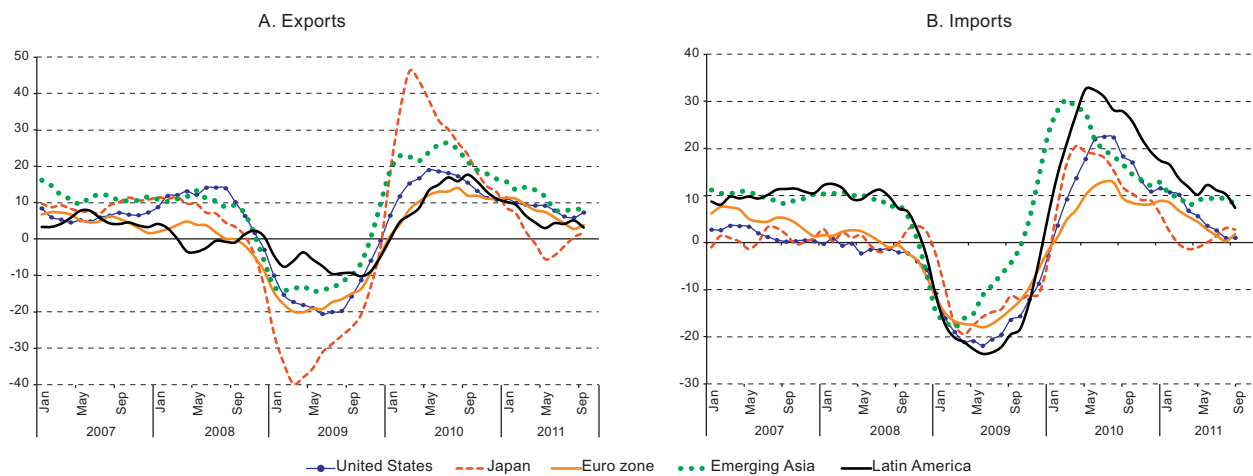 A. Exports
50
40
30
20
10
0
-10
-20
-30
-40
Jan May Sep Jan May Sep Jan May Sep Jan May Sep Jan May Sep
2007 2008 2009 2010 2011
B. Imports
40
30
20
10
0
-10
-20
-30
Jan May Sep Jan May Sep Jan May Sep Jan May Sep Jan May Sep
2007 2008 2009 2010 2011
United States Japan Euro zone Emerging Asia Latin America